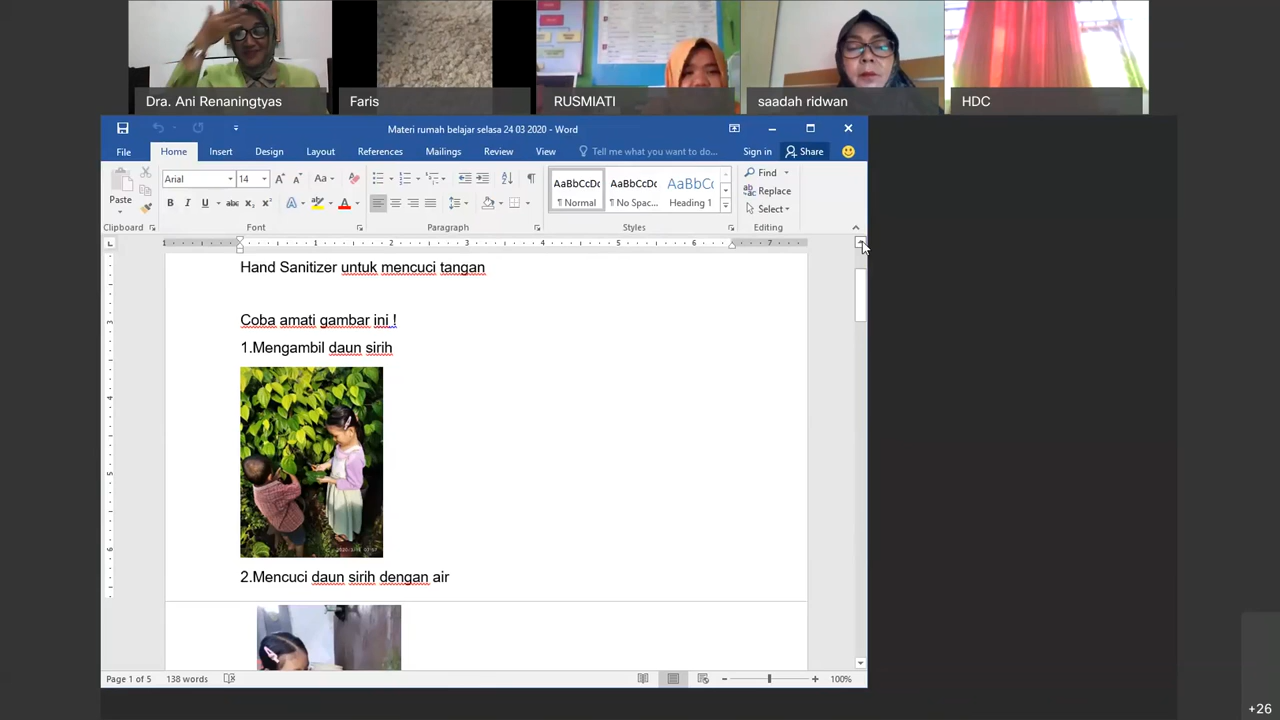 Dra. Ani Renaningtyas
Faris
RUSMIATI
saadah ridwan
HDC
Materi rumah belajar selasa 24 03 2020 - Word
File
Home
Insert
Design
Layout
References
Mailings
Review
View
Tell me what you want to do...
Sign in
Share
Paste
Arial
14
AaBbCcDc
AaBbCcDc
AaBbCc
¶ Normal
¶ No Spac...
Heading 1
Find
Replace
Select
Clipboard
Font
Paragraph
Styles
Editing
Hand Sanitizer untuk mencuci tangan
Coba amati gambar ini !
1.Mengambil daun sirih
2.Mencuci daun sirih dengan air
Page 1 of 5
138 words
100%
+26